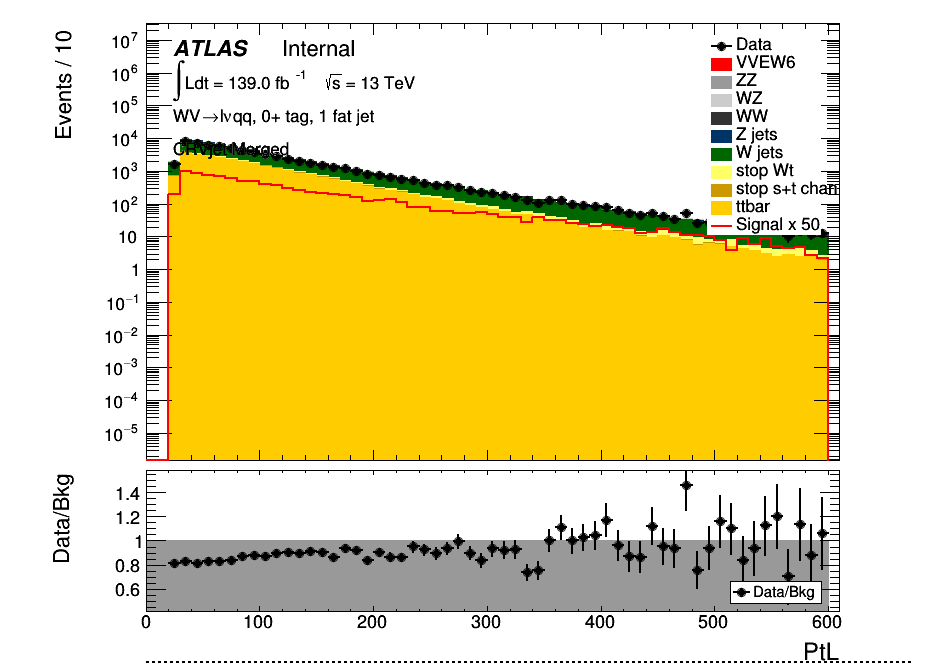 Events / 10
10⁷
10⁶
10⁵
10⁴
10³
10²
10
1
10⁻¹
10⁻²
10⁻³
10⁻⁴
10⁻⁵
ATLAS Internal
∫Ldt = 139.0 fb⁻¹ √s = 13 TeV
WV→lνqq, 0+ tag, 1 fat jet
CRVjet Merged
Data
VVEW6
ZZ
WZ
WW
Z jets
W jets
stop Wt
stop s+t chan
ttbar
Signal x 50
Data/Bkg
1.4
1.2
1
0.8
0.6
Data/Bkg
0 100 200 300 400 500 600
PtL